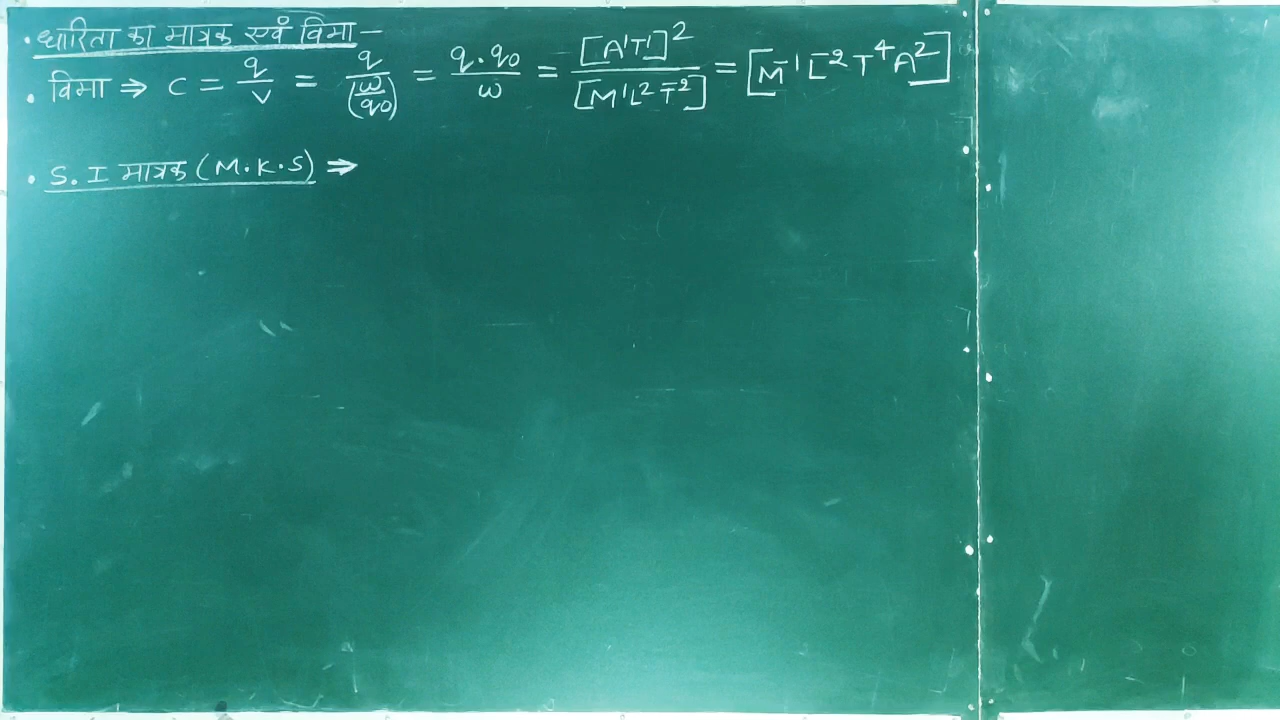 • धारिता का मात्रक एवं विमा -
• विमा ⇒ C = q/V = q/(w/q₀) = q.q₀/w = [A¹T¹]²/[M¹L²T⁻²] = [M⁻¹L⁻²T⁴A²]
• S.I मात्रक (M.K.S) ⇒